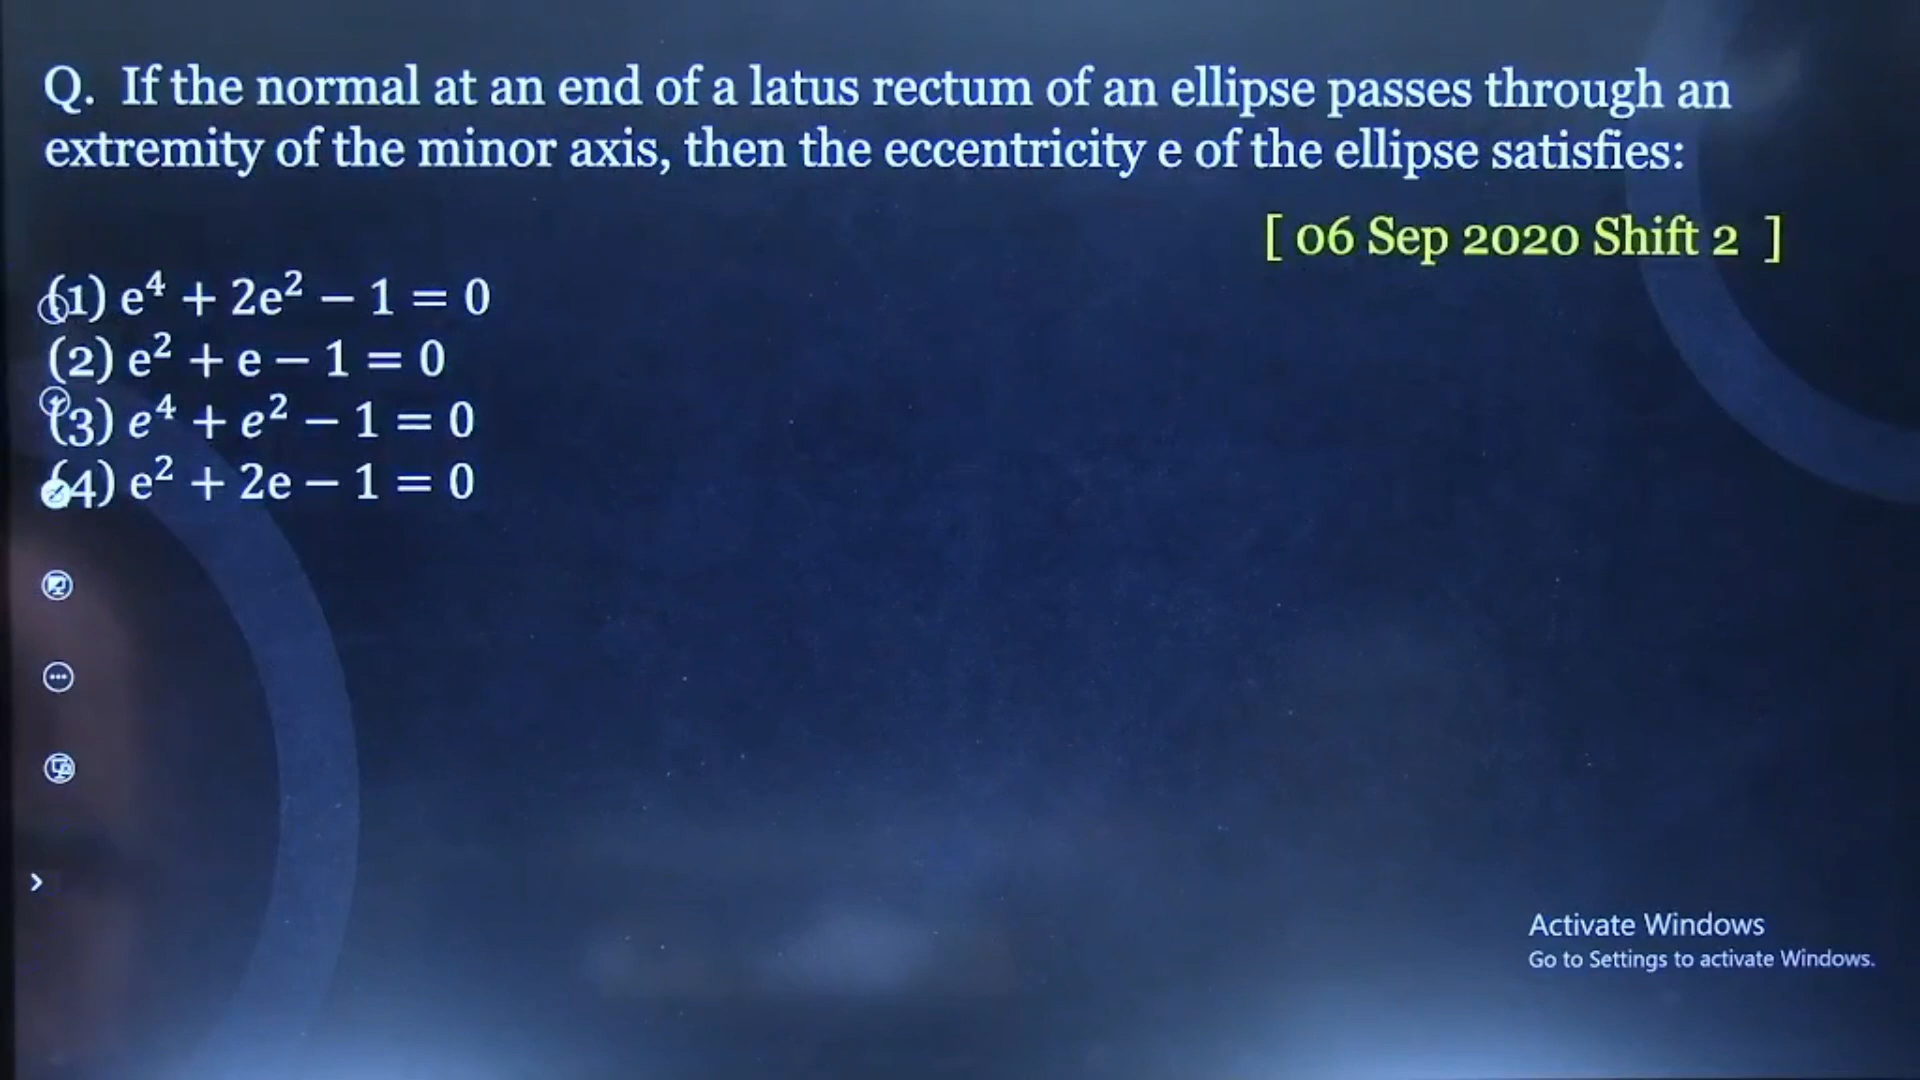 Q. If the normal at an end of a latus rectum of an ellipse passes through an
extremity of the minor axis, then the eccentricity e of the ellipse satisfies:
[ 06 Sep 2020 Shift 2 ]
(1) e⁴ + 2e² − 1 = 0
(2) e² + e − 1 = 0
(3) e⁴ + e² − 1 = 0
(4) e² + 2e − 1 = 0
Activate Windows
Go to Settings to activate Windows.